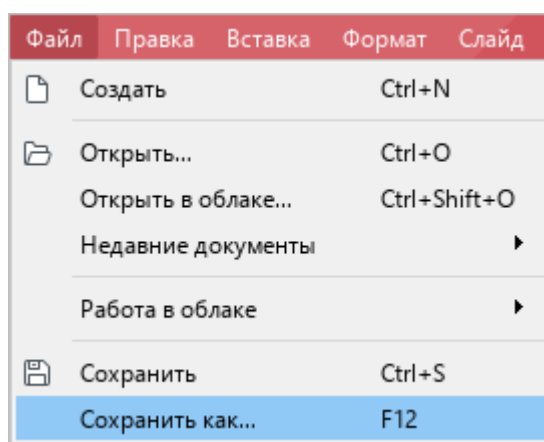 Файл Правка Вставка Формат Слайд
Создать Ctrl+N
Открыть... Ctrl+O
Открыть в облаке... Ctrl+Shift+O
Недавние документы
Работа в облаке
Сохранить Ctrl+S
Сохранить как... F12